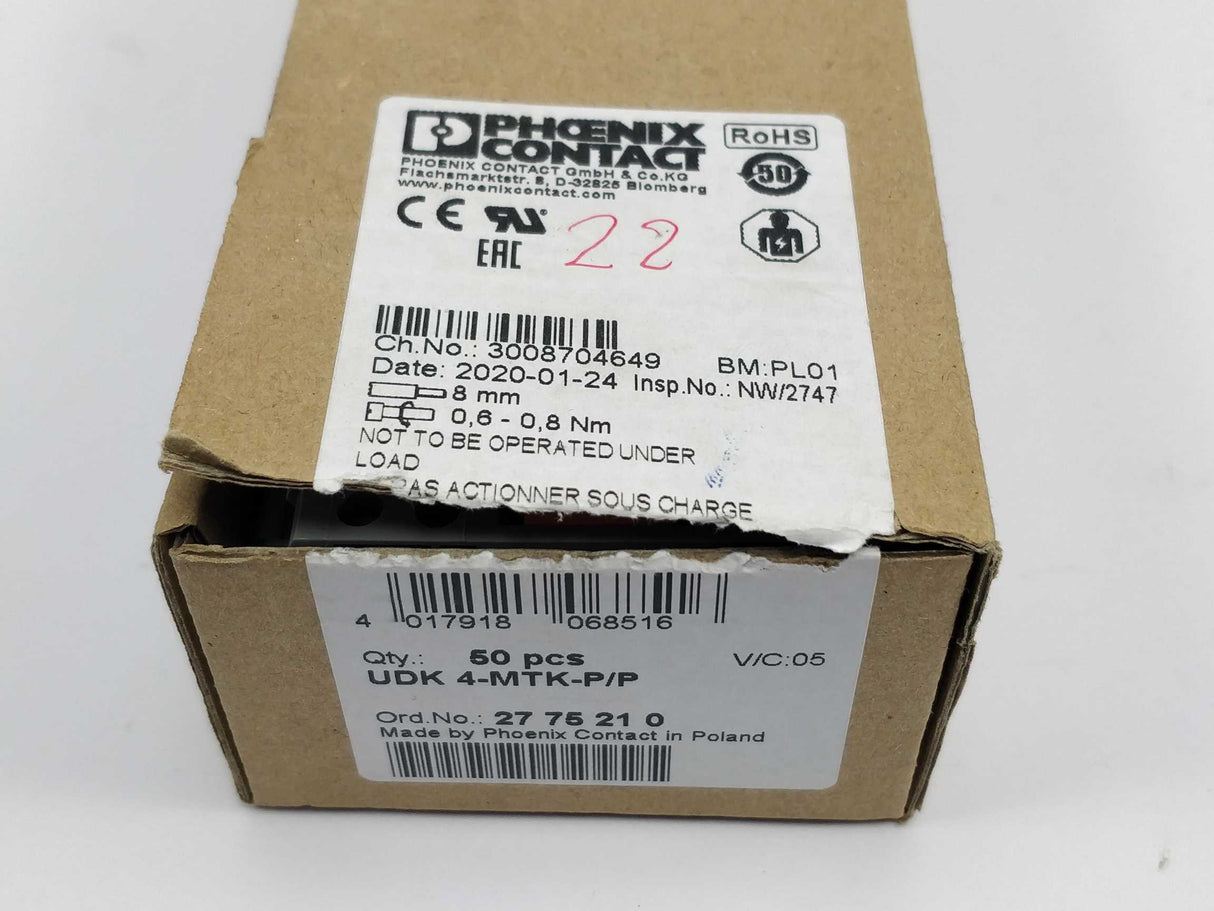 PHŒNIX
CONTACT
RoHS
PHOENIX CONTACT GmbH & Co.KG
Flachsmarktstr. 8, D-32825 Blomberg
www.phoenixcontact.com
50
CE
EAC
22
Ch.No.: 3008704649 BM:PL01
Date: 2020-01-24 Insp.No.: NW/2747
8 mm
0,6 - 0,8 Nm
NOT TO BE OPERATED UNDER
LOAD
PAS ACTIONNER SOUS CHARGE
4 017918 068516
Qty.: 50 pcs V/C:05
UDK 4-MTK-P/P
Ord.No.: 27 75 21 0
Made by Phoenix Contact in Poland